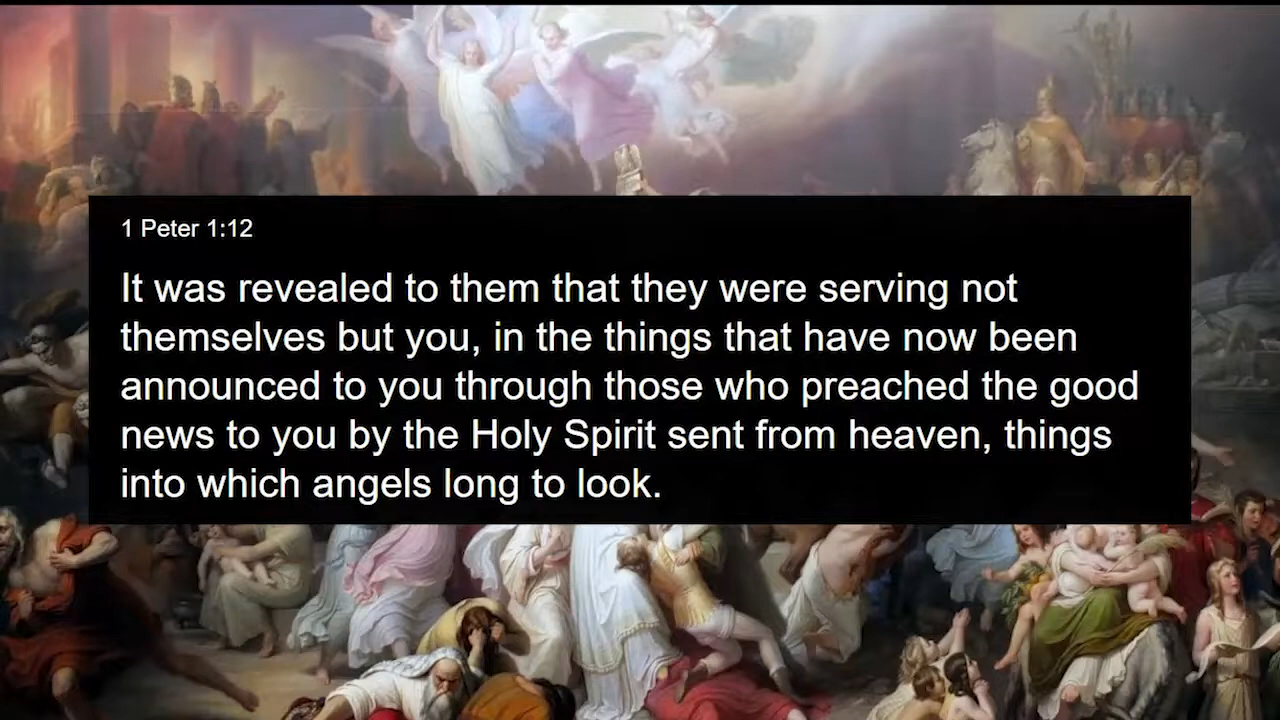 1 Peter 1:12
It was revealed to them that they were serving not
themselves but you, in the things that have now been
announced to you through those who preached the good
news to you by the Holy Spirit sent from heaven, things
into which angels long to look.